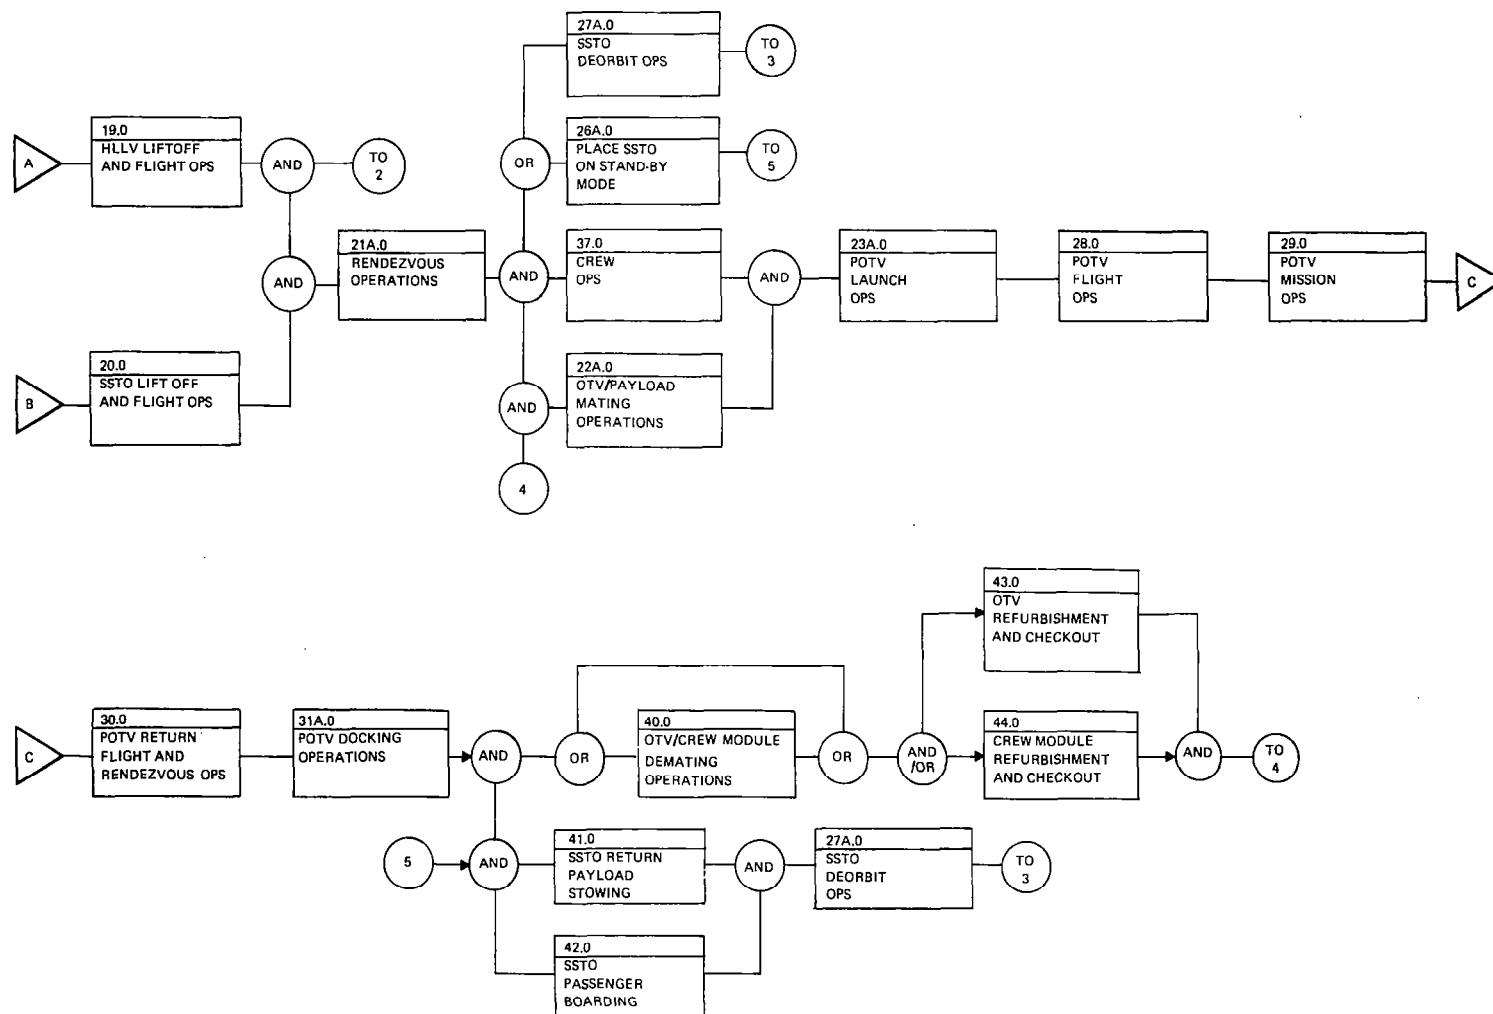 27A.0
SSTO
DEORBIT OPS
TO
3
A
19.0
HLLV LIFTOFF
AND FLIGHT OPS
AND
TO
2
OR
26A.0
PLACE SSTO
ON STAND-BY
MODE
TO
5
AND
21A.0
RENDEZVOUS
OPERATIONS
AND
37.0
CREW
OPS
AND
23A.0
POTV
LAUNCH
OPS
28.0
POTV
FLIGHT
OPS
29.0
POTV
MISSION
OPS
C
B
20.0
SSTO LIFT OFF
AND FLIGHT OPS
AND
22A.0
OTV/PAYLOAD
MATING
OPERATIONS
4
43.0
OTV
REFURBISHMENT
AND CHECKOUT
C
30.0
POTV RETURN
FLIGHT AND
RENDEZVOUS OPS
31A.0
POTV DOCKING
OPERATIONS
AND
OR
40.0
OTV/CREW MODULE
DEMATING
OPERATIONS
OR
AND
/OR
44.0
CREW MODULE
REFURBISHMENT
AND CHECKOUT
AND
TO
4
5
AND
41.0
SSTO RETURN
PAYLOAD
STOWING
AND
27A.0
SSTO
DEORBIT
OPS
TO
3
42.0
SSTO
PASSENGER
BOARDING